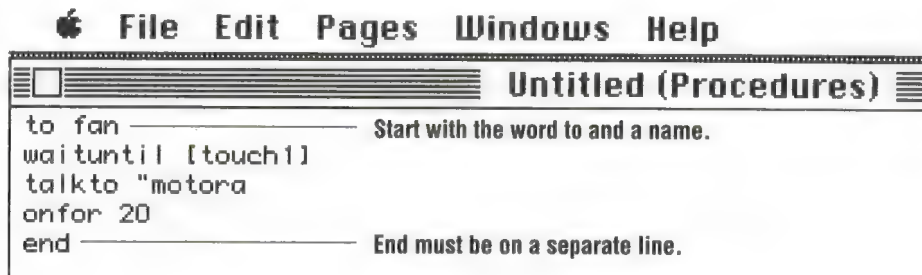 File Edit Pages Windows Help
Untitled (Procedures)
to fan Start with the word to and a name.
waituntil [touch1]
talkto "motora
onfor 20
end End must be on a separate line.